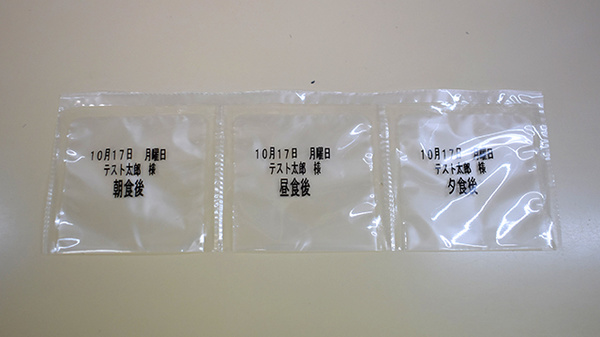 10月17日 月曜日
テスト太郎 様
朝食後
10月17日 月曜日
テスト太郎 様
昼食後
10月17日 月曜日
テスト太郎 様
夕食後